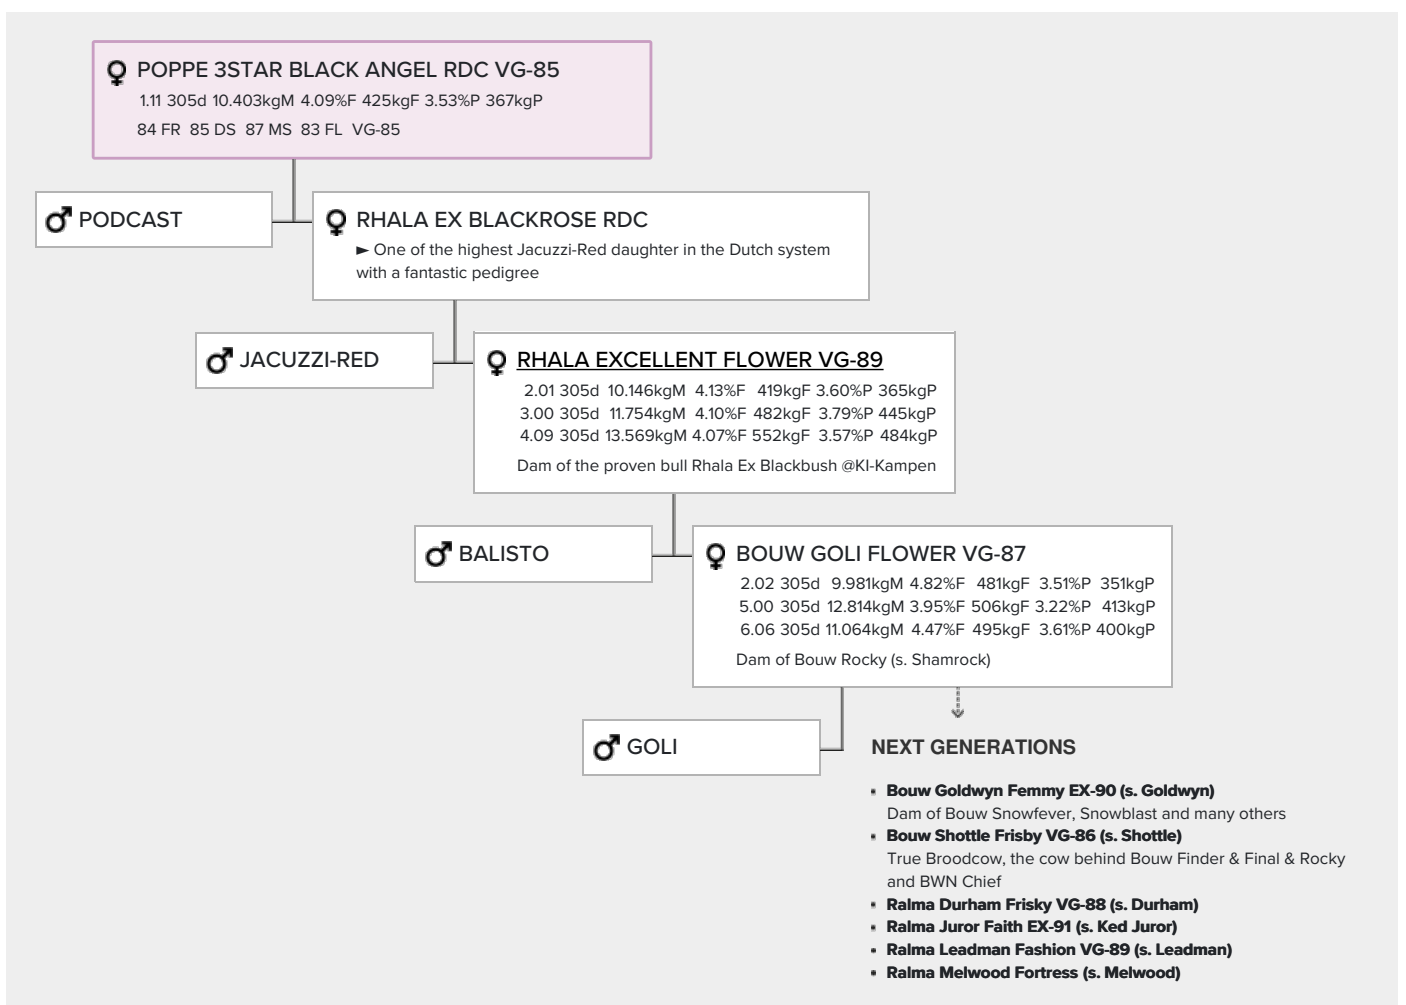 POPPE 3STAR BLACK ANGEL RDC VG-85
1.11 305d 10.403kgM 4.09%F 425kgF 3.53%P 367kgP
84 FR 85 DS 87 MS 83 FL VG-85
PODCAST
RHALA EX BLACKROSE RDC
► One of the highest Jacuzzi-Red daughter in the Dutch system
with a fantastic pedigree
JACUZZI-RED
RHALA EXCELLENT FLOWER VG-89
2.01 305d 10.146kgM 4.13%F 419kgF 3.60%P 365kgP
3.00 305d 11.754kgM 4.10%F 482kgF 3.79%P 445kgP
4.09 305d 13.569kgM 4.07%F 552kgF 3.57%P 484kgP
Dam of the proven bull Rhala Ex Blackbush @KI-Kampen
BALISTO
BOUW GOLI FLOWER VG-87
2.02 305d 9.981kgM 4.82%F 481kgF 3.51%P 351kgP
5.00 305d 12.814kgM 3.95%F 506kgF 3.22%P 413kgP
6.06 305d 11.064kgM 4.47%F 495kgF 3.61%P 400kgP
Dam of Bouw Rocky (s. Shamrock)
GOLI
NEXT GENERATIONS
▪ Bouw Goldwyn Femmy EX-90 (s. Goldwyn)
Dam of Bouw Snowfever, Snowblast and many others
▪ Bouw Shottle Frisby VG-86 (s. Shottle)
True Broodcow, the cow behind Bouw Finder & Final & Rocky
and BWN Chief
▪ Ralma Durham Frisky VG-88 (s. Durham)
▪ Ralma Juror Faith EX-91 (s. Ked Juror)
▪ Ralma Leadman Fashion VG-89 (s. Leadman)
▪ Ralma Melwood Fortress (s. Melwood)